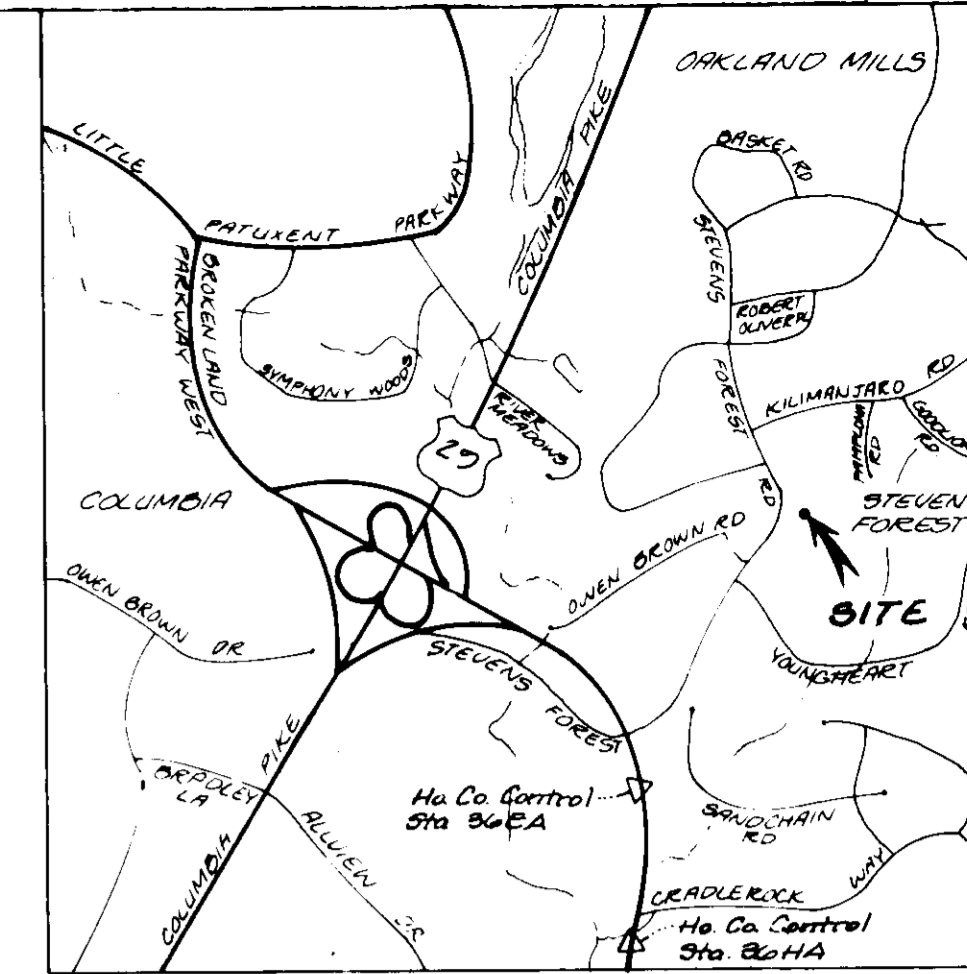 OAKLAND MILLS
LITTLE
PATUXENT
PARKWAY
COLUMBIA PIKE
BASKET RD
STEVENS
FOREST
RD
ROBERT
OLIVER PL
BROKEN LAND
PARKWAY WEST
SYMPHONY WOODS
RIVER
MEADOWS
29
KILIMANJARO RD
RD
RD
STEVEN
FOREST
COLUMBIA
OWEN BROWN RD
SITE
OWEN BROWN DR
STEVENS
FOREST
YOUNGHEART
BRADLEY
LA
COLUMBIA PIKE
ALLVIEW
DR
Ho. Co. Control
Sta 36EA
SANDCHAIN
RD
CRADLEROCK WAY
Ho. Co. Control
Sta. 36HA